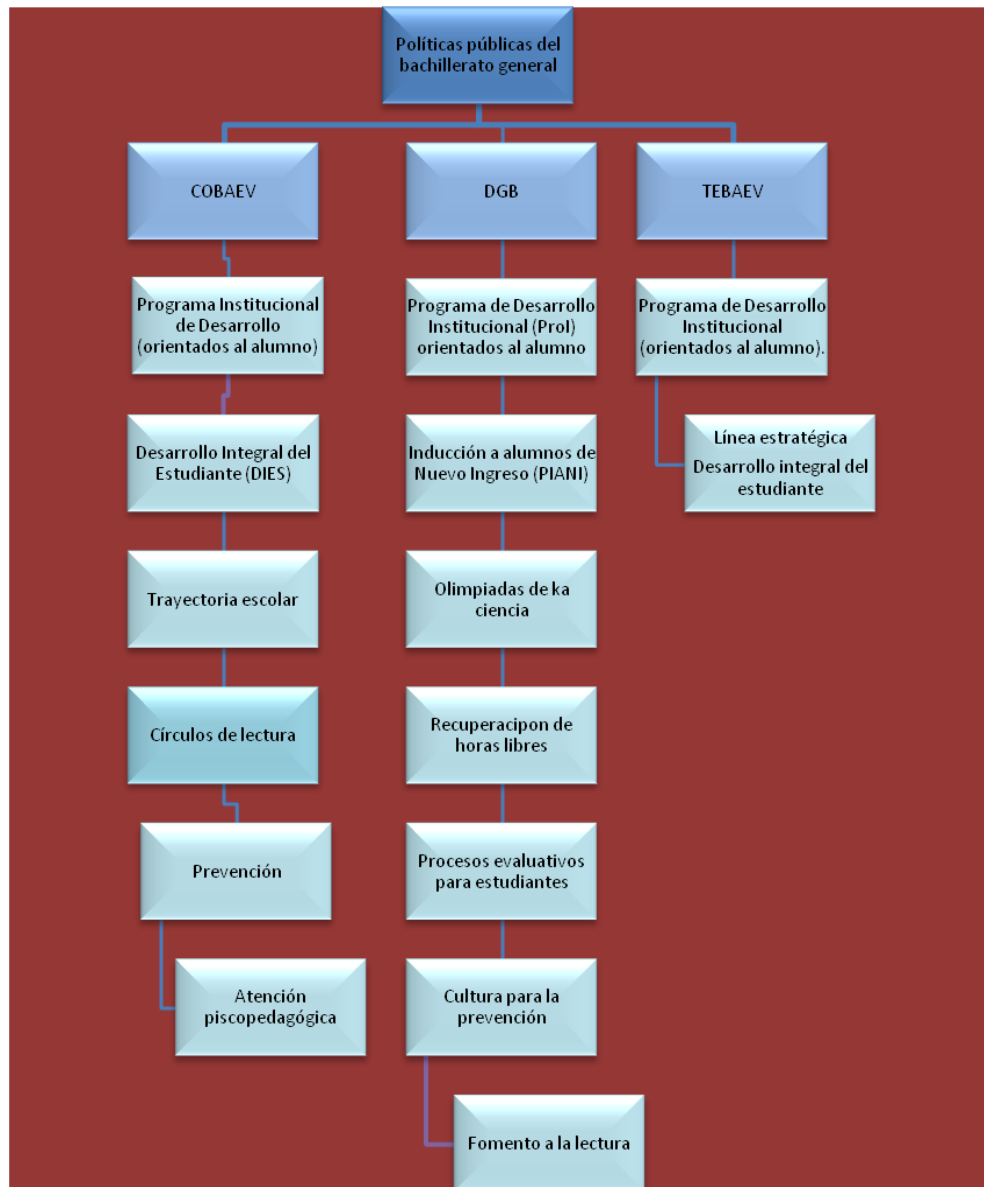 Políticas públicas del
bachillerato general
COBAEV
DGB
TEBAEV
Programa Institucional
de Desarrollo
(orientados al alumno)
Programa de Desarrollo
Institucional (ProI)
orientados al alumno
Programa de Desarrollo
Institucional
(orientados al alumno).
Desarrollo Integral del
Estudiante (DIES)
Inducción a alumnos de
Nuevo Ingreso (PIANI)
Línea estratégica
Desarrollo integral del
estudiante
Trayectoria escolar
Olimpiadas de ka
ciencia
Círculos de lectura
Recuperacipon de
horas libres
Prevención
Procesos evaluativos
para estudiantes
Atención
piscopedagógica
Cultura para la
prevención
Fomento a la lectura